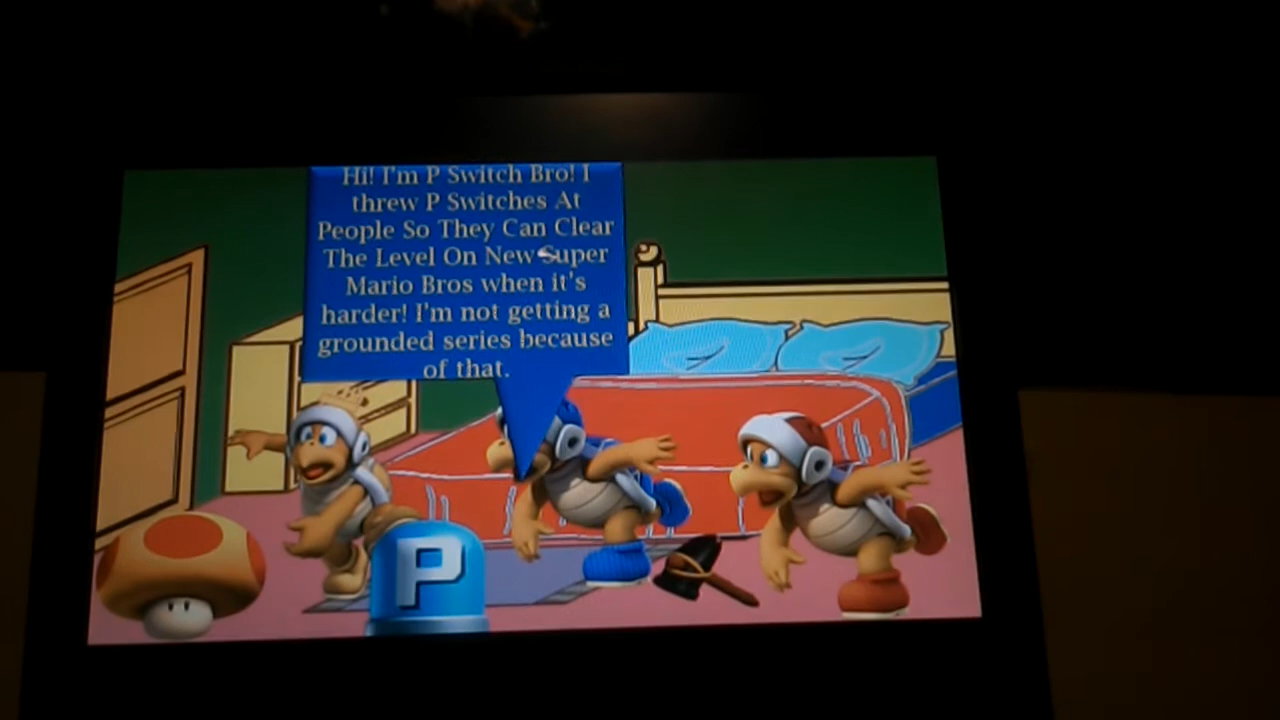 Hi! I'm P Switch Bro! I
threw P Switches At
People So They Can Clear
The Level On New Super
Mario Bros when it's
harder! I'm not getting a
grounded series because
of that.
P